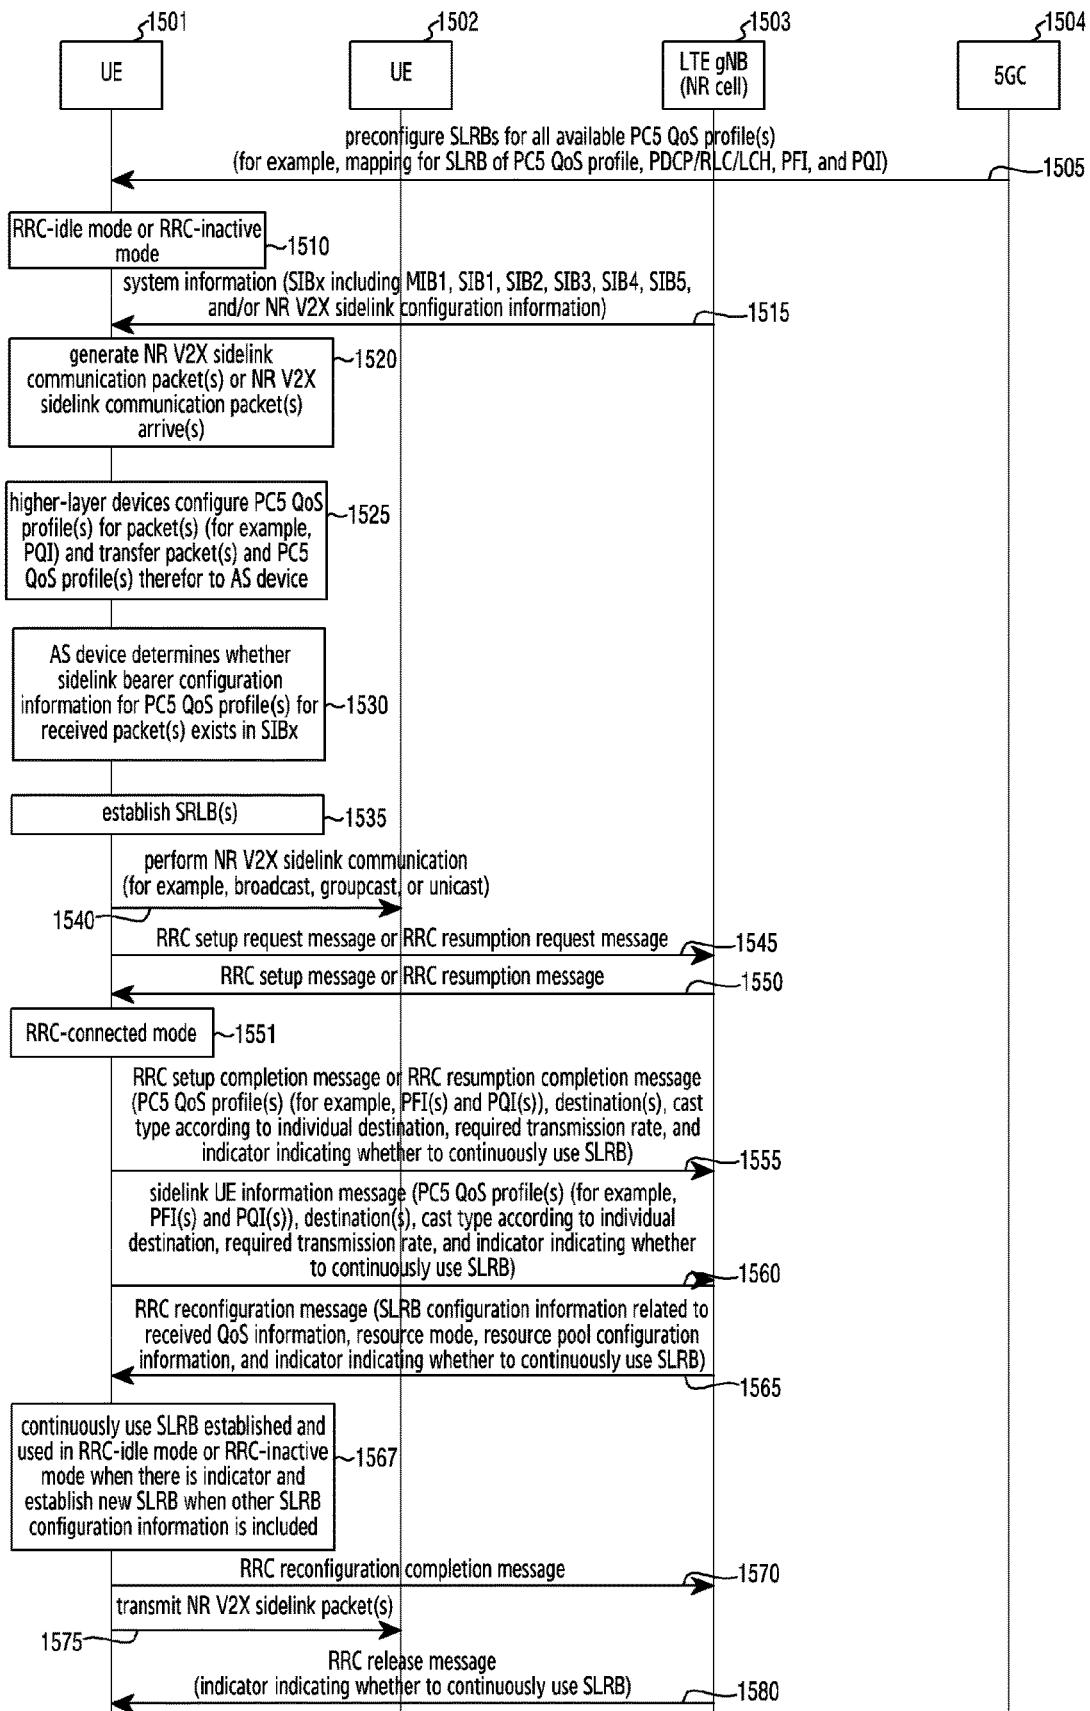 1501
1502
1503
1504
UE
UE
LTE gNB
(NR cell)
5GC
preconfigure SLRBs for all available PC5 QoS profile(s)
(for example, mapping for SLRB of PC5 QoS profile, PDCP/RLC/LCH, PFI, and PQI)
1505
RRC-idle mode or RRC-inactive
mode
1510
system information (SIBx including MIB1, SIB1, SIB2, SIB3, SIB4, SIB5,
and/or NR V2X sidelink configuration information)
1515
generate NR V2X sidelink
communication packet(s) or NR V2X
sidelink communication packet(s)
arrive(s)
1520
higher-layer devices configure PC5 QoS
profile(s) for packet(s) (for example,
PQI) and transfer packet(s) and PC5
QoS profile(s) therefor to AS device
1525
AS device determines whether
sidelink bearer configuration
information for PC5 QoS profile(s) for
received packet(s) exists in SIBx
1530
establish SRLB(s)
1535
perform NR V2X sidelink communication
(for example, broadcast, groupcast, or unicast)
1540
RRC setup request message or RRC resumption request message
1545
RRC setup message or RRC resumption message
1550
RRC-connected mode
1551
RRC setup completion message or RRC resumption completion message
(PC5 QoS profile(s) (for example, PFI(s) and PQI(s)), destination(s), cast
type according to individual destination, required transmission rate, and
indicator indicating whether to continuously use SLRB)
1555
sidelink UE information message (PC5 QoS profile(s) (for example,
PFI(s) and PQI(s)), destination(s), cast type according to individual
destination, required transmission rate, and indicator indicating whether
to continuously use SLRB)
1560
RRC reconfiguration message (SLRB configuration information related to
received QoS information, resource mode, resource pool configuration
information, and indicator indicating whether to continuously use SLRB)
1565
continuously use SLRB established and
used in RRC-idle mode or RRC-inactive
mode when there is indicator and
establish new SLRB when other SLRB
configuration information is included
1567
RRC reconfiguration completion message
1570
transmit NR V2X sidelink packet(s)
1575
RRC release message
(indicator indicating whether to continuously use SLRB)
1580